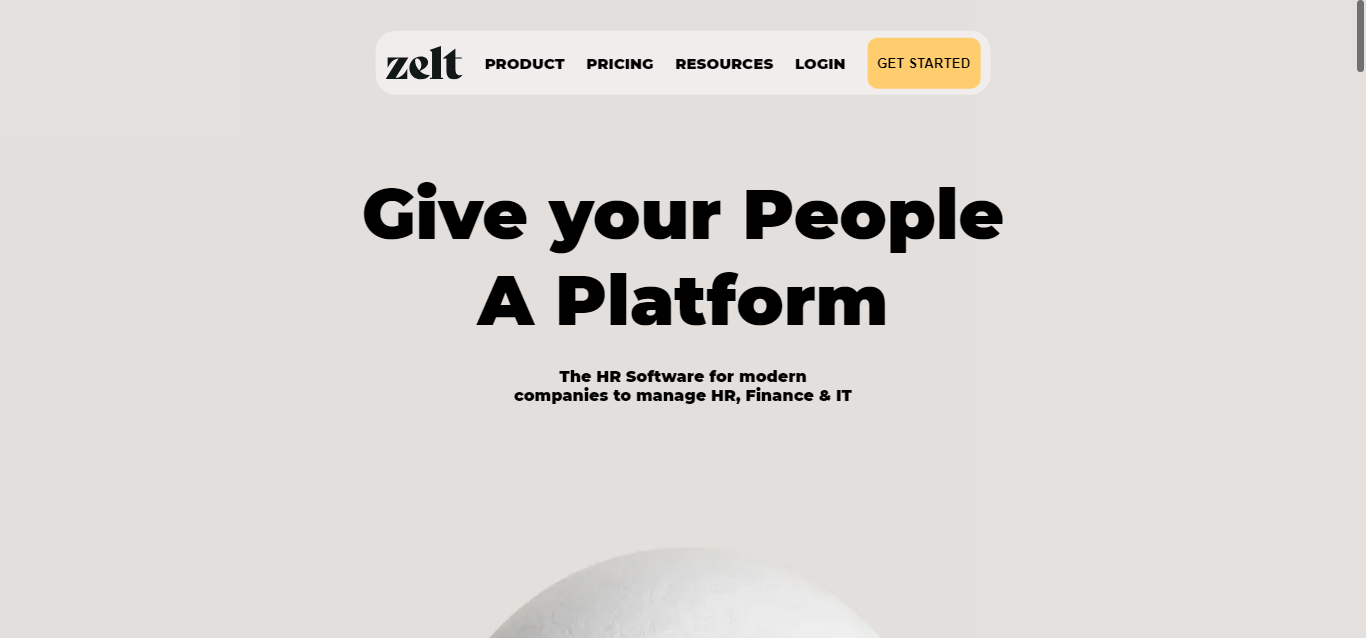 zelt PRODUCT PRICING RESOURCES LOGIN GET STARTED
Give your People
A Platform
The HR Software for modern
companies to manage HR, Finance & IT